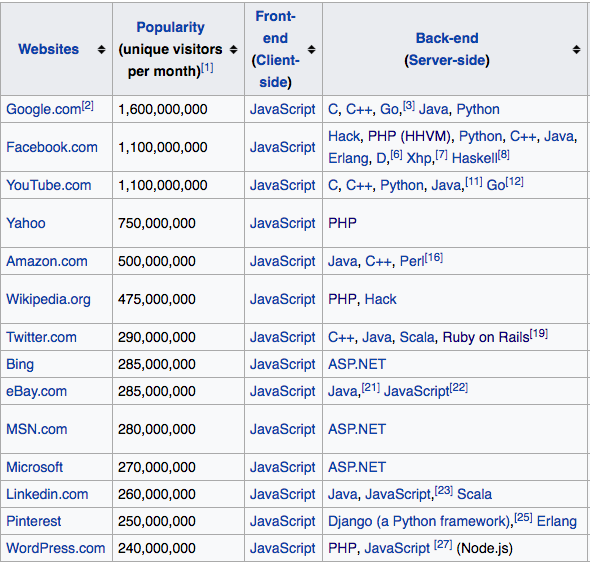 Websites Popularity (unique visitors per month)[1] Front-end (Client-side) Back-end (Server-side)
Google.com[2] 1,600,000,000 JavaScript C, C++, Go,[3] Java, Python
Facebook.com 1,100,000,000 JavaScript Hack, PHP (HHVM), Python, C++, Java,
Erlang, D,[6] Xhp,[7] Haskell[8]
YouTube.com 1,100,000,000 JavaScript C, C++, Python, Java,[11] Go[12]
Yahoo 750,000,000 JavaScript PHP
Amazon.com 500,000,000 JavaScript Java, C++, Perl[16]
Wikipedia.org 475,000,000 JavaScript PHP, Hack
Twitter.com 290,000,000 JavaScript C++, Java, Scala, Ruby on Rails[19]
Bing 285,000,000 JavaScript ASP.NET
eBay.com 285,000,000 JavaScript Java,[21] JavaScript[22]
MSN.com 280,000,000 JavaScript ASP.NET
Microsoft 270,000,000 JavaScript ASP.NET
Linkedin.com 260,000,000 JavaScript Java, JavaScript,[23] Scala
Pinterest 250,000,000 JavaScript Django (a Python framework),[25] Erlang
WordPress.com 240,000,000 JavaScript PHP, JavaScript [27] (Node.js)